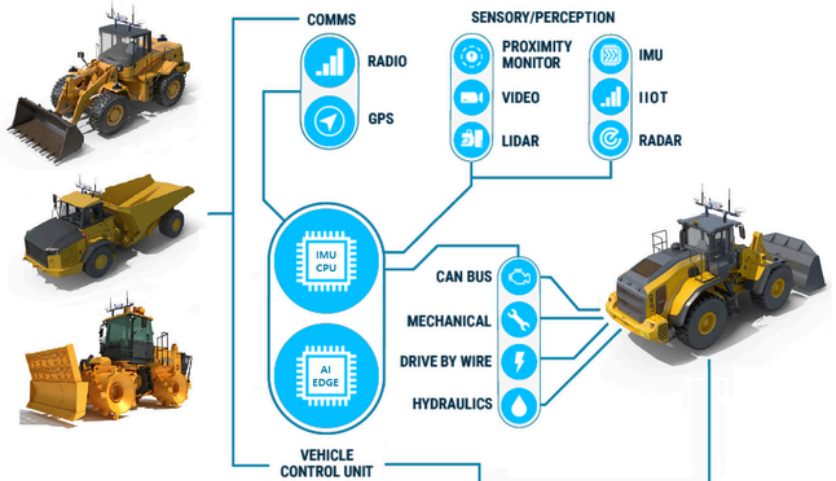 COMMS
RADIO
GPS
SENSORY/PERCEPTION
PROXIMITY
MONITOR
VIDEO
LIDAR
IMU
IIOT
RADAR
IMU
CPU
AI
EDGE
CAN BUS
MECHANICAL
DRIVE BY WIRE
HYDRAULICS
VEHICLE
CONTROL UNIT